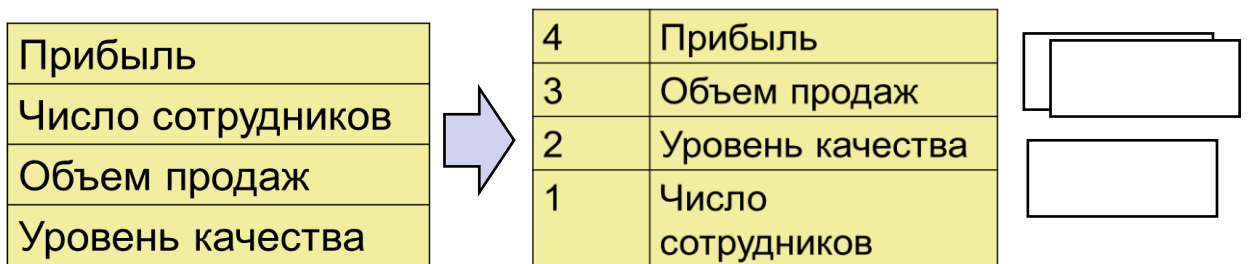 Прибыль
Число сотрудников
Объем продаж
Уровень качества
4 Прибыль
3 Объем продаж
2 Уровень качества
1 Число
сотрудников